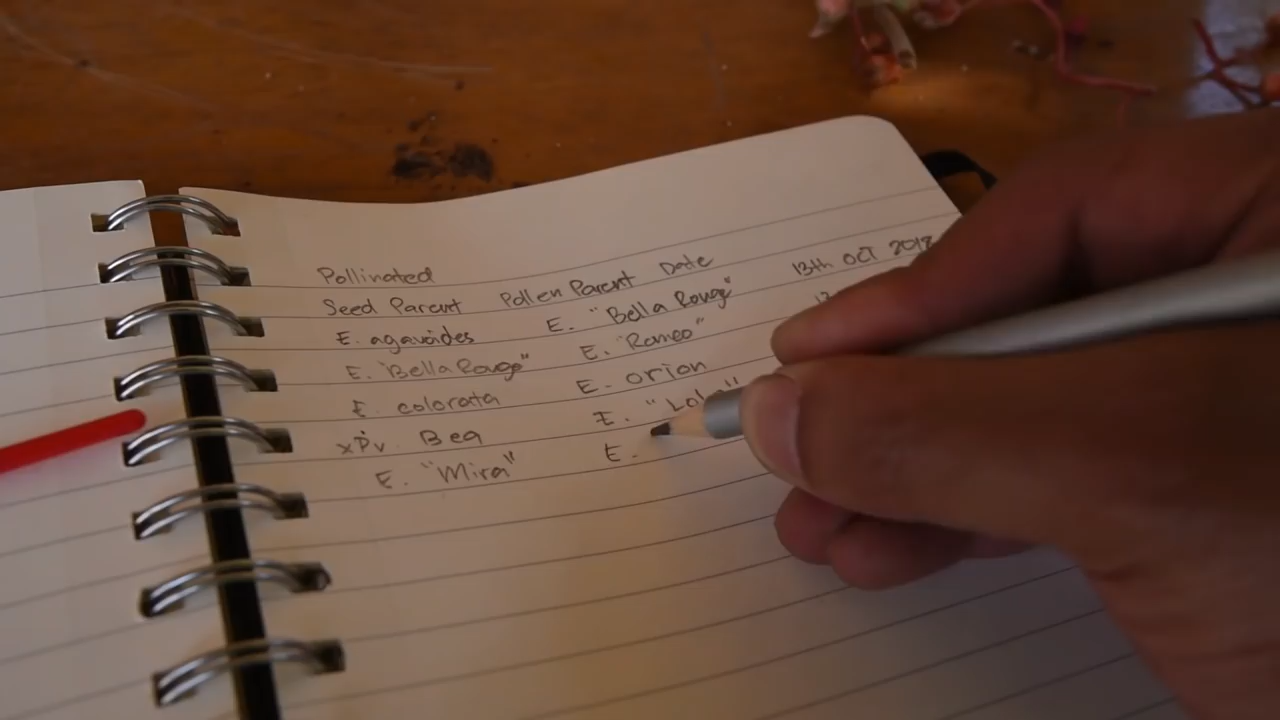 Pollinated
Seed Parent Pollen Parent Date
E. agavoides E. "Bella Rouge" 13th OCT 2018
E. "Bella Rouge" E. "Romeo"
E. colorata E. orion
xPv. Bea E.
E. "Mira" E.